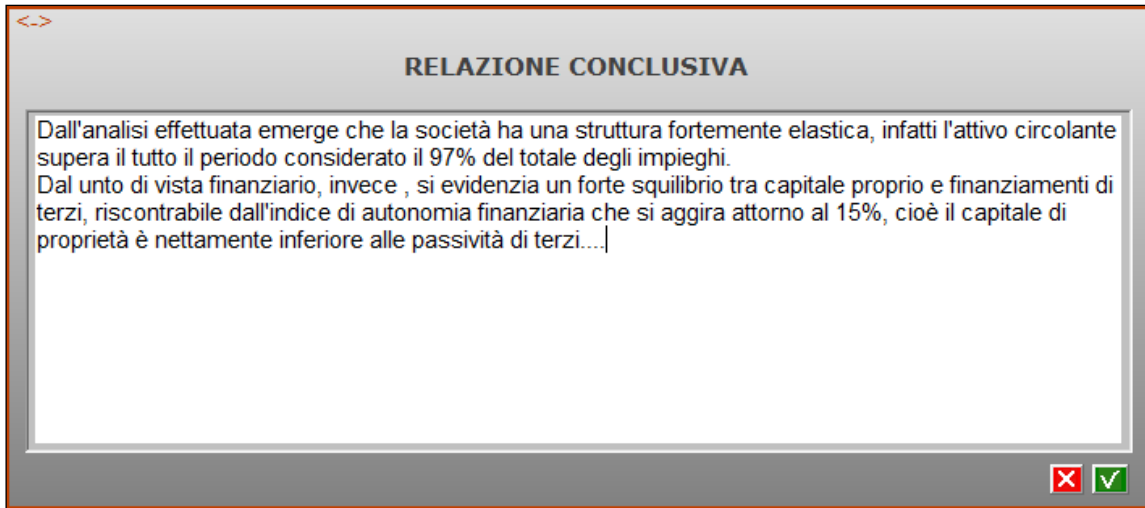 <->
RELAZIONE CONCLUSIVA
Dall'analisi effettuata emerge che la società ha una struttura fortemente elastica, infatti l'attivo circolante
supera il tutto il periodo considerato il 97% del totale degli impieghi.
Dal unto di vista finanziario, invece , si evidenzia un forte squilibrio tra capitale proprio e finanziamenti di
terzi, riscontrabile dall'indice di autonomia finanziaria che si aggira attorno al 15%, cioè il capitale di
proprietà è nettamente inferiore alle passività di terzi....